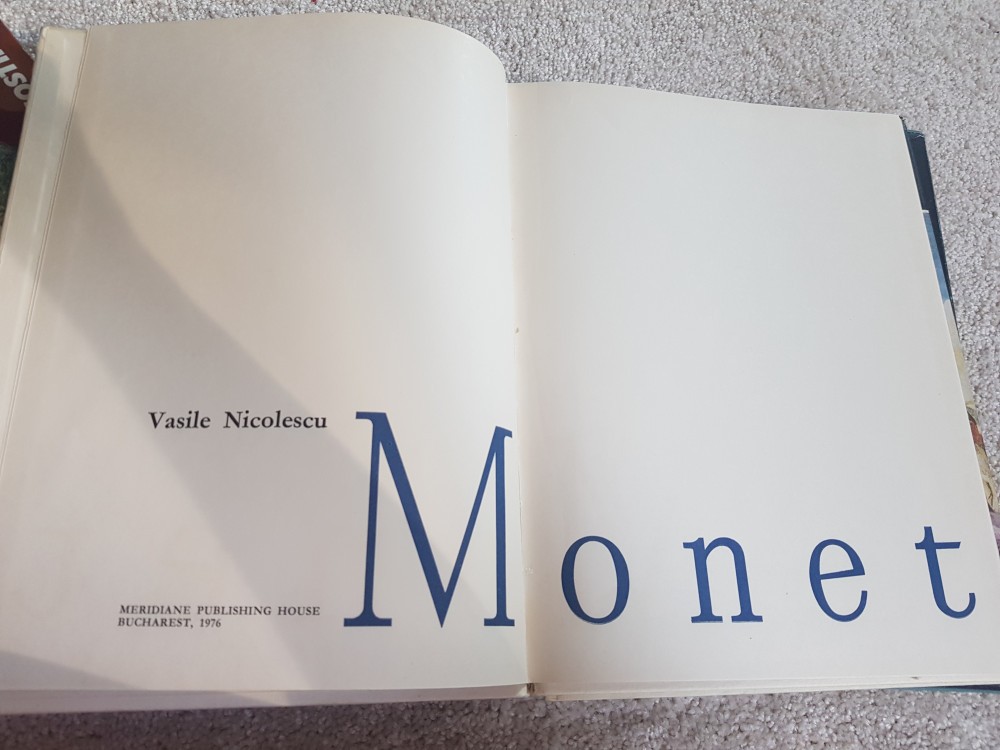 Vasile Nicolescu
Monet
MERIDIANE PUBLISHING HOUSE
BUCHAREST, 1976